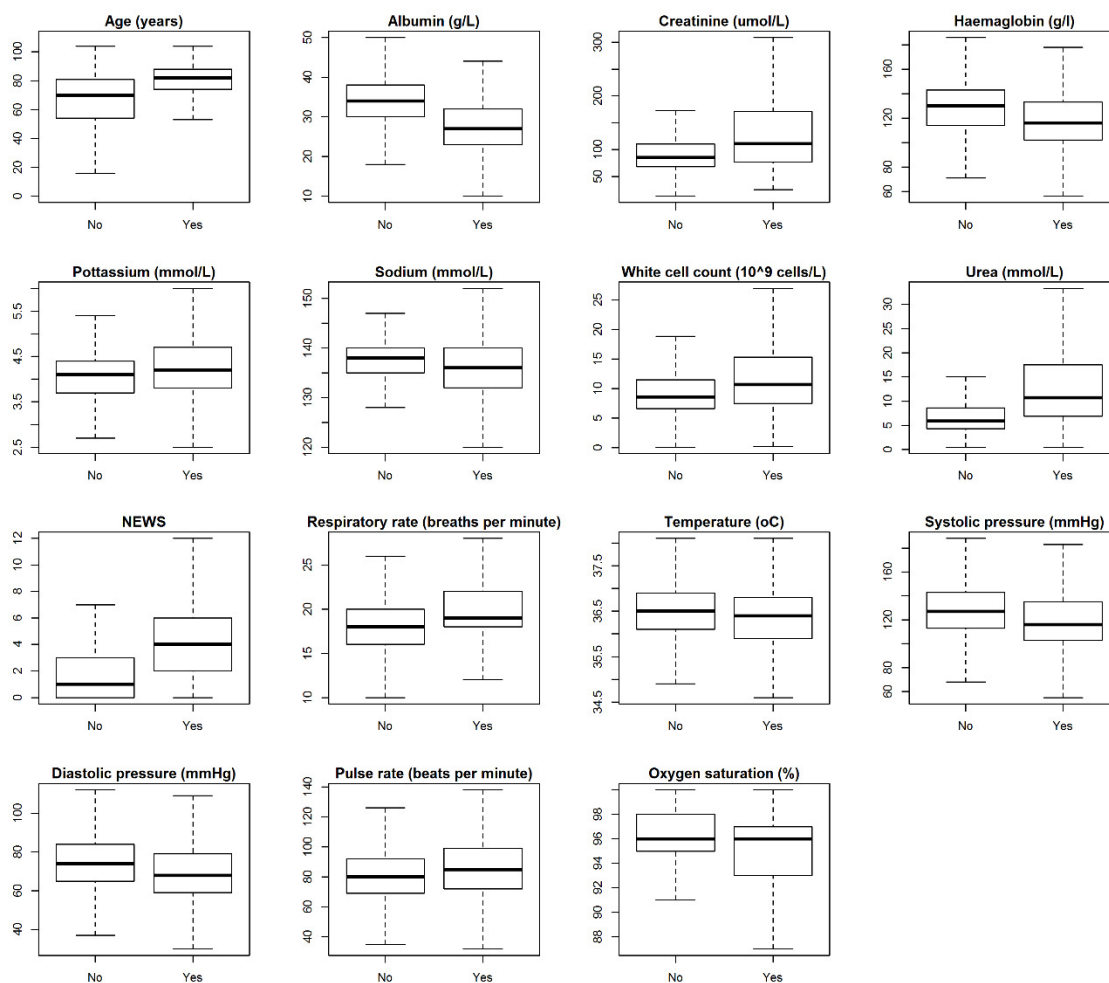 Age (years)
0 20 40 60 80 100
No Yes
Albumin (g/L)
10 20 30 40 50
No Yes
Creatinine (umol/L)
50 100 200 300
No Yes
Haemaglobin (g/l)
60 80 120 160
No Yes
Pottassium (mmol/L)
2.5 3.5 4.5 5.5
No Yes
Sodium (mmol/L)
120 130 140 150
No Yes
White cell count (10^9 cells/L)
0 5 10 15 20 25
No Yes
Urea (mmol/L)
0 5 10 15 20 25 30
No Yes
NEWS
0 2 4 6 8 10 12
No Yes
Respiratory rate (breaths per minute)
10 15 20 25
No Yes
Temperature (oC)
34.5 35.5 36.5 37.5
No Yes
Systolic pressure (mmHg)
60 80 120 160
No Yes
Diastolic pressure (mmHg)
40 60 80 100
No Yes
Pulse rate (beats per minute)
40 60 80 100 120 140
No Yes
Oxygen saturation (%)
88 90 92 94 96 98 100
No Yes